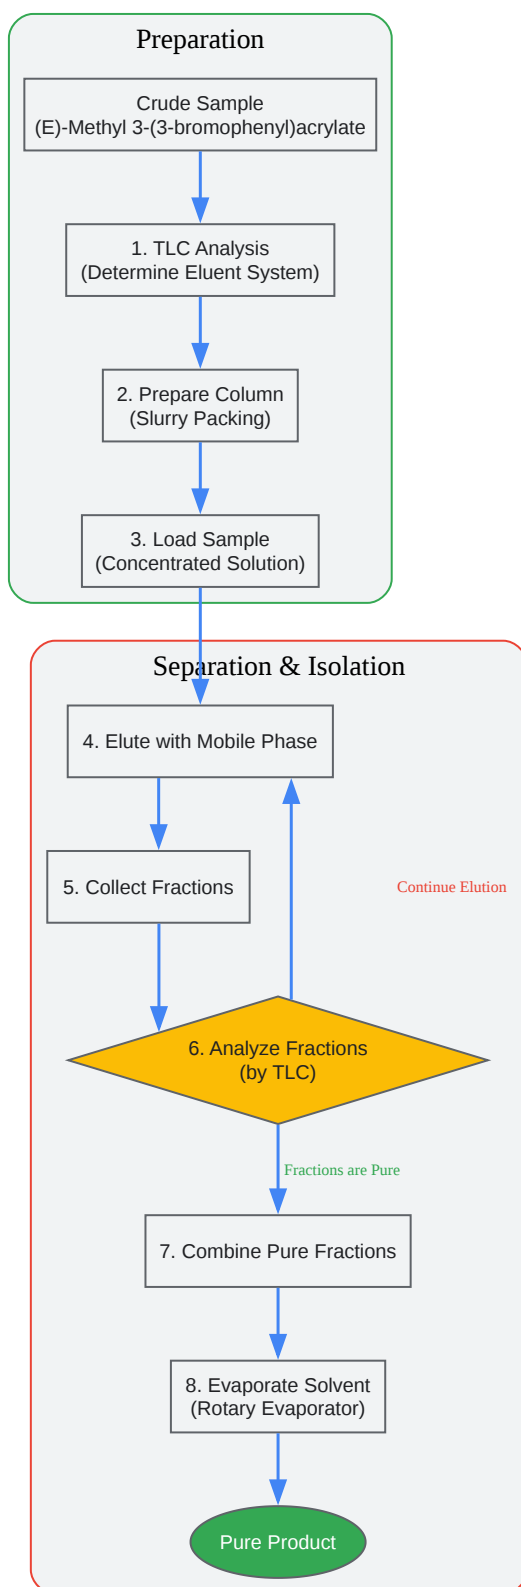 Preparation
Crude Sample
(E)-Methyl 3-(3-bromophenyl)acrylate
1. TLC Analysis
(Determine Eluent System)
2. Prepare Column
(Slurry Packing)
3. Load Sample
(Concentrated Solution)
Separation & Isolation
4. Elute with Mobile Phase
5. Collect Fractions
Continue Elution
6. Analyze Fractions
(by TLC)
Fractions are Pure
7. Combine Pure Fractions
8. Evaporate Solvent
(Rotary Evaporator)
Pure Product